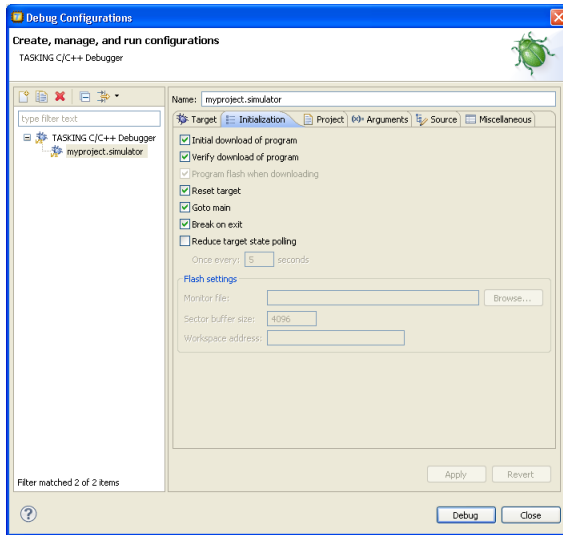 Debug Configurations
Create, manage, and run configurations
TASKING C/C++ Debugger
type filter text
TASKING C/C++ Debugger
myproject.simulator
Filter matched 2 of 2 items
Name: myproject.simulator
Target Initialization Project (x)= Arguments Source Miscellaneous
Initial download of program
Verify download of program
Program flash when downloading
Reset target
Goto main
Break on exit
Reduce target state polling
Once every: 5 seconds
Flash settings
Monitor file: Browse...
Sector buffer size: 4096
Workspace address:
Apply Revert
? Debug Close